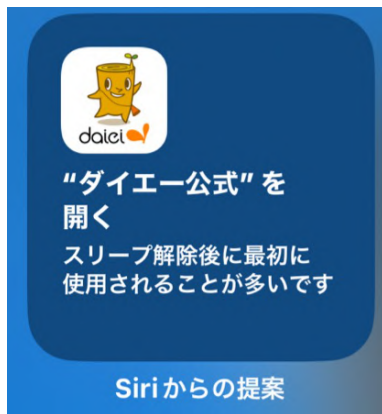 daiei
“ダイエー公式” を
開く
スリープ解除後に最初に
使用されることが多いです
Siriからの提案